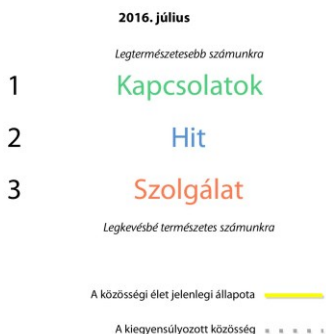 2016. július
Legtermészetesebb számunkra
1 Kapcsolatok
2 Hit
3 Szolgálat
Legkevésbé természetes számunkra
A közösségi élet jelenlegi állapota
A kiegyensúlyozott közösség